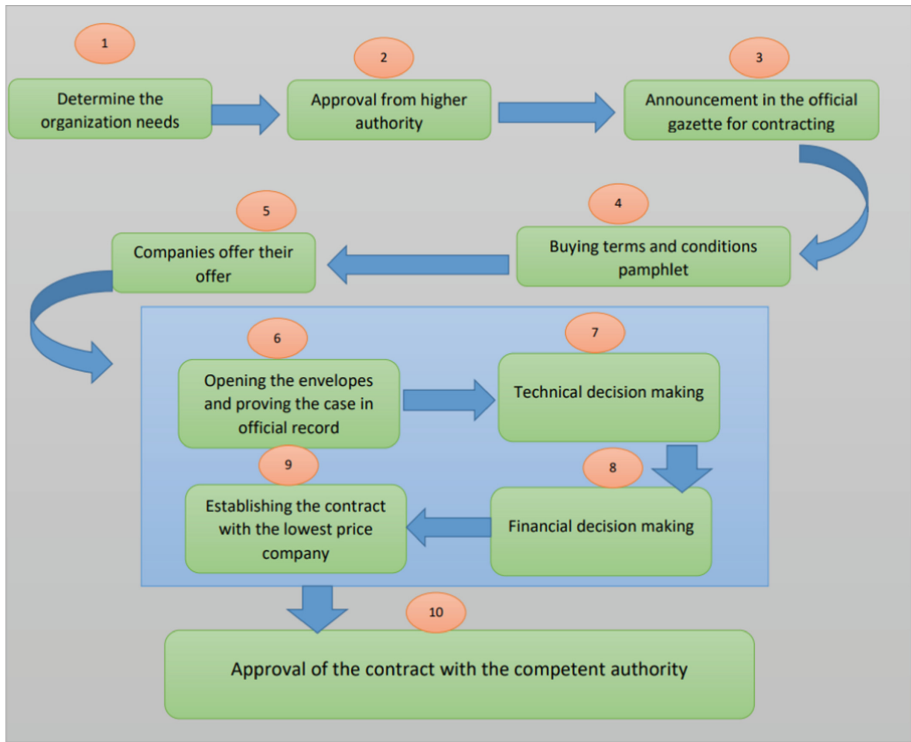 1
Determine the
organization needs
2
Approval from higher
authority
3
Announcement in the official
gazette for contracting
4
Buying terms and conditions
pamphlet
5
Companies offer their
offer
6
Opening the envelopes
and proving the case in
official record
7
Technical decision making
8
Financial decision making
9
Establishing the contract
with the lowest price
company
10
Approval of the contract with the competent authority